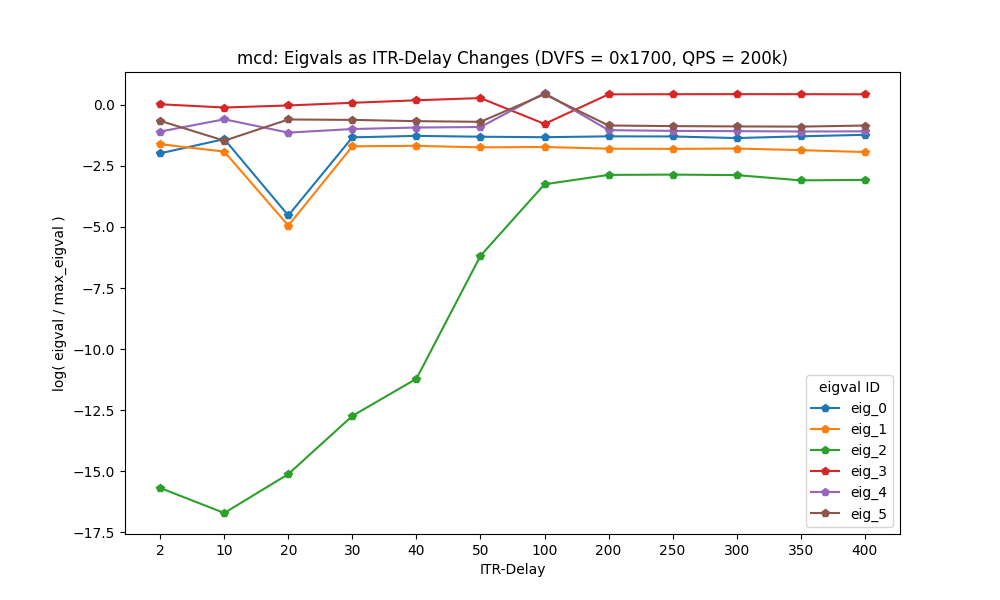 mcd: Eigvals as ITR-Delay Changes (DVFS = 0x1700, QPS = 200k)
log( eigval / max_eigval )
0.0
−2.5
−5.0
−7.5
−10.0
−12.5
−15.0
−17.5
2 10 20 30 40 50 100 200 250 300 350 400
ITR-Delay
eigval ID
eig_0
eig_1
eig_2
eig_3
eig_4
eig_5